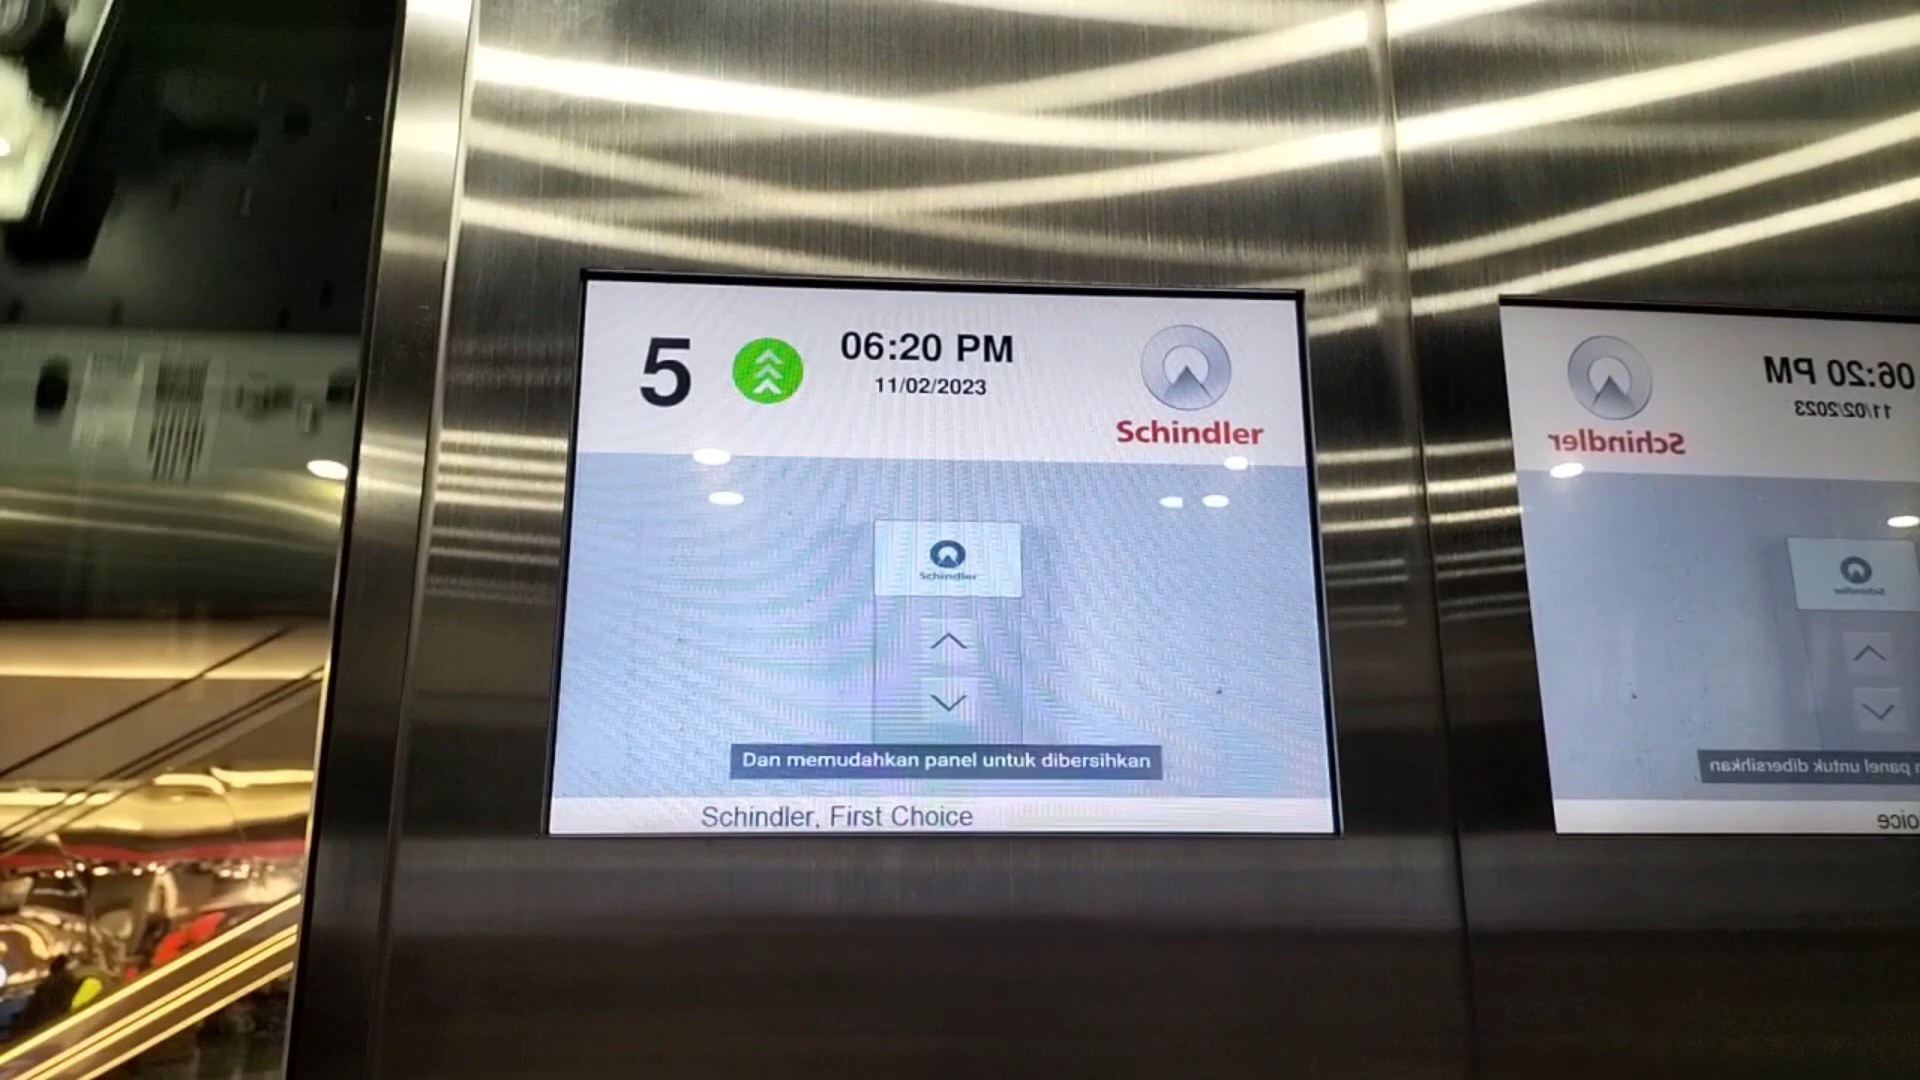 5
06:20 PM
11/02/2023
Schindler
Schindler
Dan memudahkan panel untuk dibersihkan
Schindler, First Choice
06:20 PM
11/02/2023
Schindler
Schindler
panel untuk dibersihkan
oice